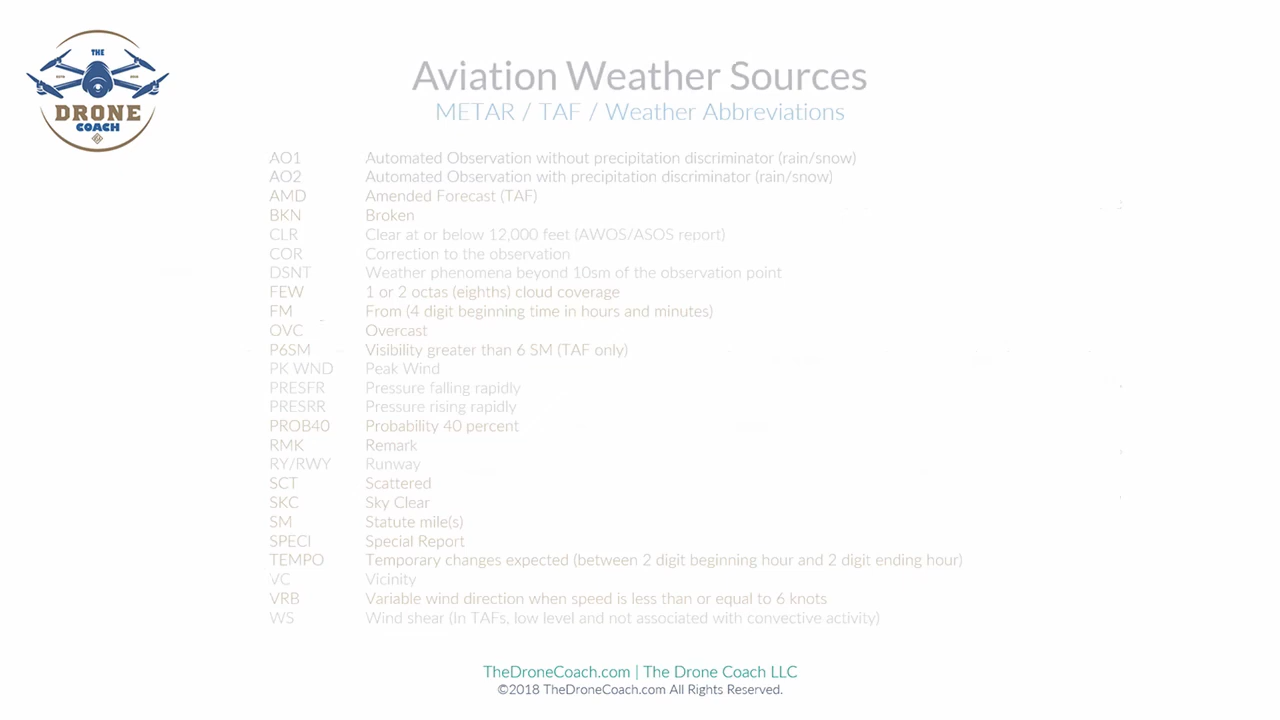 THE
DRONE
COACH
Aviation Weather Sources
METAR / TAF / Weather Abbreviations
AO1 Automated Observation without precipitation discriminator (rain/snow)
AO2 Automated Observation with precipitation discriminator (rain/snow)
AMD Amended Forecast (TAF)
BKN Broken
CLR Clear at or below 12,000 feet (AWOS/ASOS report)
COR Correction to the observation
DSNT Weather phenomena beyond 10sm of the observation point
FEW 1 or 2 octas (eighths) cloud coverage
FM From (4 digit beginning time in hours and minutes)
OVC Overcast
P6SM Visibility greater than 6 SM (TAF only)
PK WND Peak Wind
PRESFR Pressure falling rapidly
PRESRR Pressure rising rapidly
PROB40 Probability 40 percent
RMK Remark
RY/RWY Runway
SCT Scattered
SKC Sky Clear
SM Statute mile(s)
SPECI Special Report
TEMPO Temporary changes expected (between 2 digit beginning hour and 2 digit ending hour)
VC Vicinity
VRB Variable wind direction when speed is less than or equal to 6 knots
WS Wind shear (In TAFs, low level and not associated with convective activity)
TheDroneCoach.com | The Drone Coach LLC
©2018 TheDroneCoach.com All Rights Reserved.